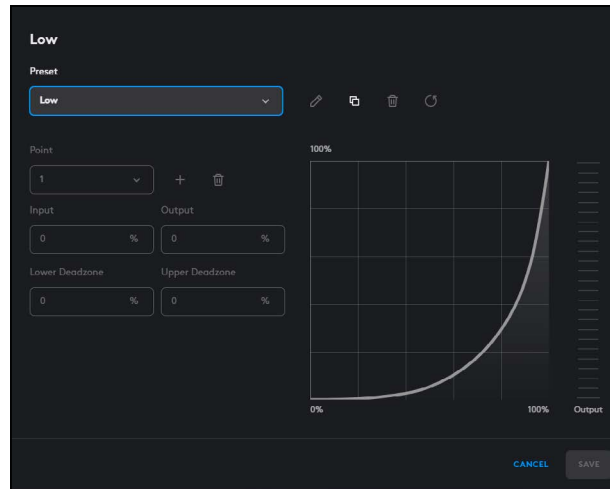 Low
Preset
Low
Point
100%
1
Input Output
0 % 0 %
Lower Deadzone Upper Deadzone
0 % 0 %
0% 100% Output
CANCEL SAVE